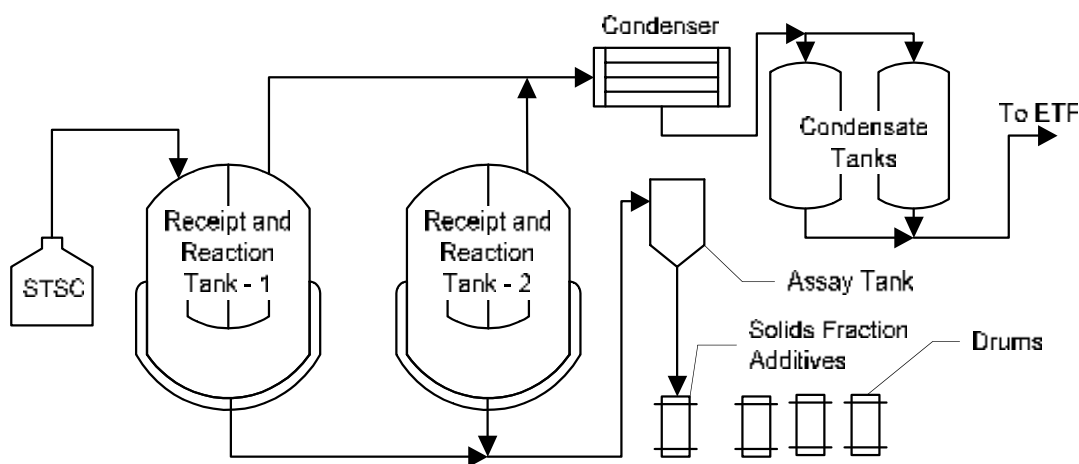 Condenser
To ETF
Condensate
Tanks
Receipt and
Reaction
Tank - 1
Receipt and
Reaction
Tank - 2
STSC
Assay Tank
Solids Fraction
Additives
Drums